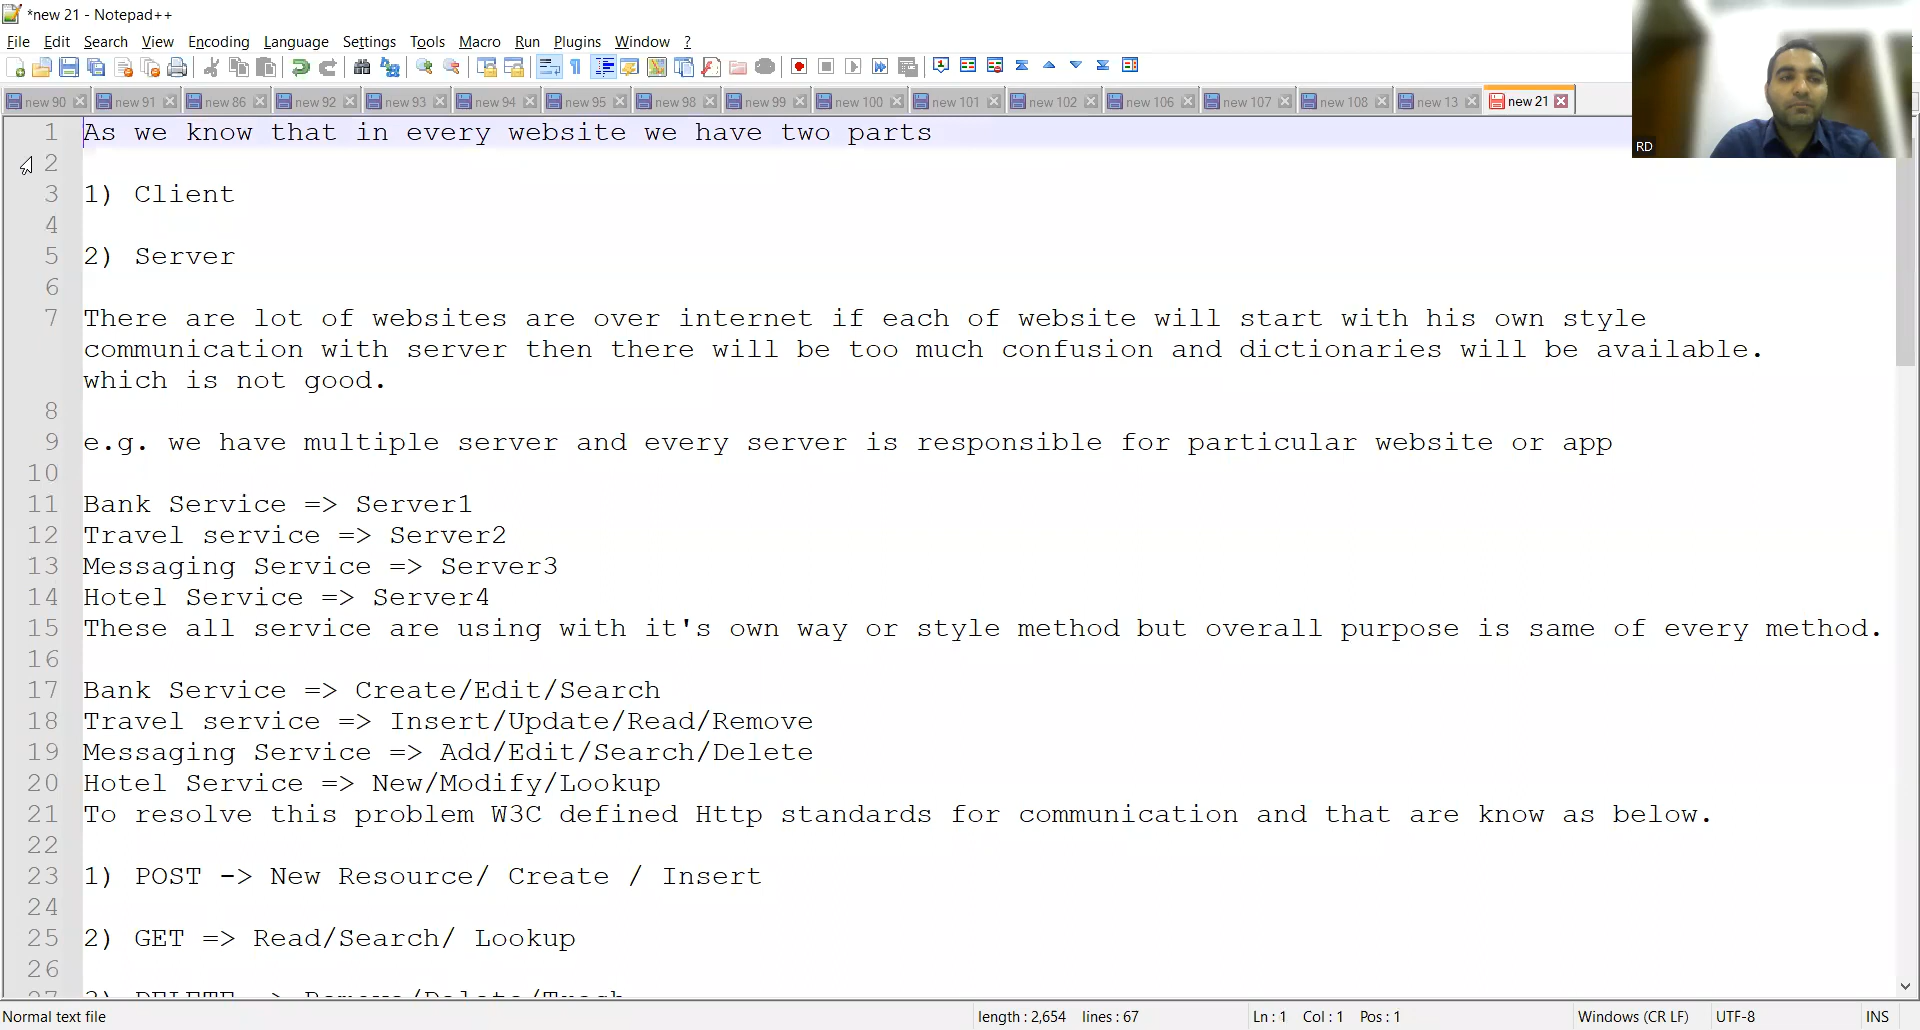 *new 21 - Notepad++
File Edit Search View Encoding Language Settings Tools Macro Run Plugins Window ?
new 90 new 91 new 86 new 92 new 93 new 94 new 95 new 98 new 99 new 100 new 101 new 102 new 106 new 107 new 108 new 13 new 21
RD
1 As we know that in every website we have two parts
2
3 1) Client
4
5 2) Server
6
7 There are lot of websites are over internet if each of website will start with his own style
communication with server then there will be too much confusion and dictionaries will be available.
which is not good.
8
9 e.g. we have multiple server and every server is responsible for particular website or app
10
11 Bank Service => Server1
12 Travel service => Server2
13 Messaging Service => Server3
14 Hotel Service => Server4
15 These all service are using with it's own way or style method but overall purpose is same of every method.
16
17 Bank Service => Create/Edit/Search
18 Travel service => Insert/Update/Read/Remove
19 Messaging Service => Add/Edit/Search/Delete
20 Hotel Service => New/Modify/Lookup
21 To resolve this problem W3C defined Http standards for communication and that are know as below.
22
23 1) POST -> New Resource/ Create / Insert
24
25 2) GET => Read/Search/ Lookup
26
Normal text file length : 2,654 lines : 67 Ln : 1 Col : 1 Pos : 1 Windows (CR LF) UTF-8 INS